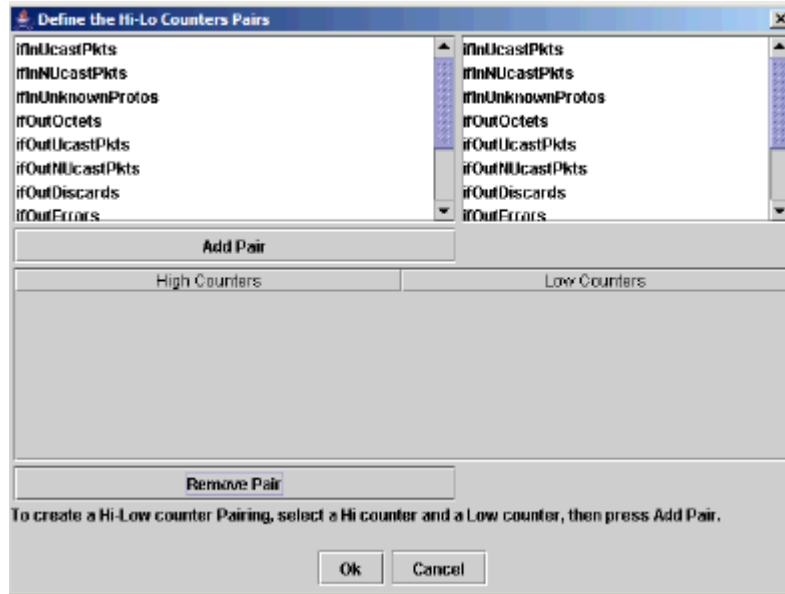 Define the Hi-Lo Counters Pairs
ifInUcastPkts
ifInNUcastPkts
ifInUnknownProtos
ifOutOctets
ifOutUcastPkts
ifOutNUcastPkts
ifOutDiscards
ifOutErrors
ifInUcastPkts
ifInNUcastPkts
ifInUnknownProtos
ifOutOctets
ifOutUcastPkts
ifOutNUcastPkts
ifOutDiscards
ifOutErrors
Add Pair
High Counters
Low Counters
Remove Pair
To create a Hi-Low counter Pairing, select a Hi counter and a Low counter, then press Add Pair.
Ok
Cancel